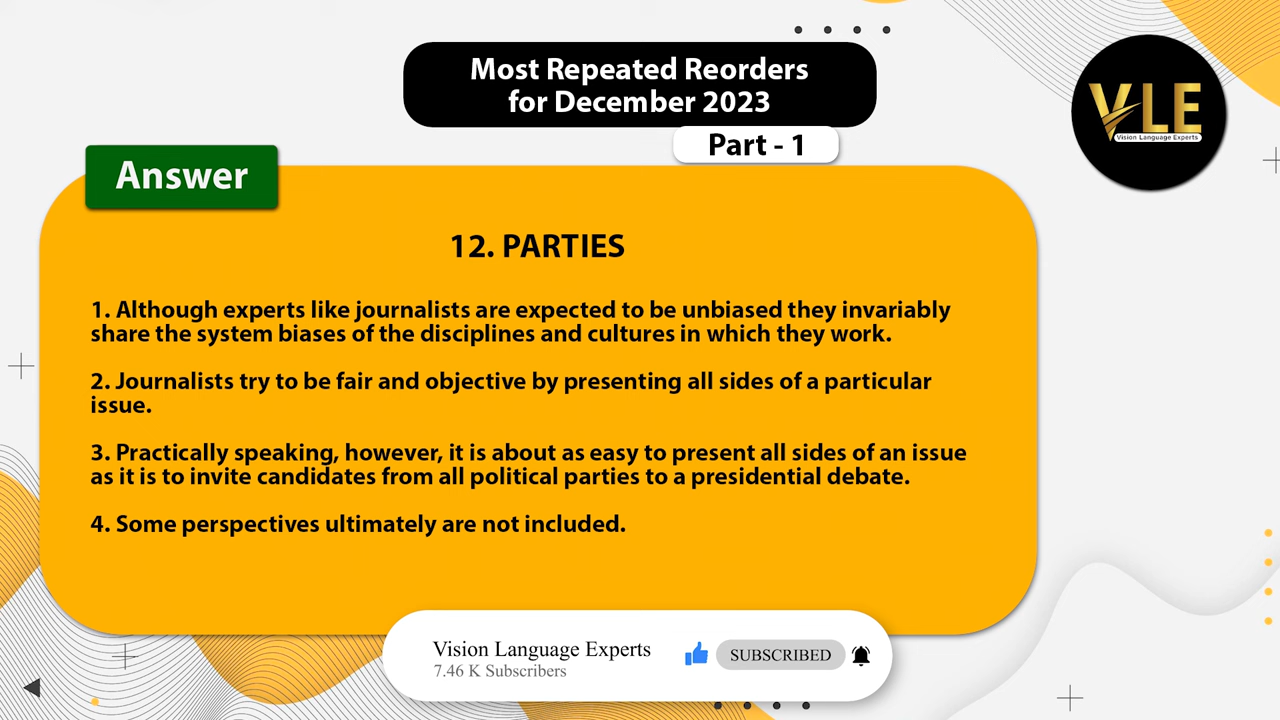 Most Repeated Reorders
for December 2023
Part - 1
VLE
Vision Language Experts
Answer
12. PARTIES
1. Although experts like journalists are expected to be unbiased they invariably
share the system biases of the disciplines and cultures in which they work.
2. Journalists try to be fair and objective by presenting all sides of a particular
issue.
3. Practically speaking, however, it is about as easy to present all sides of an issue
as it is to invite candidates from all political parties to a presidential debate.
4. Some perspectives ultimately are not included.
Vision Language Experts
7.46 K Subscribers
SUBSCRIBED